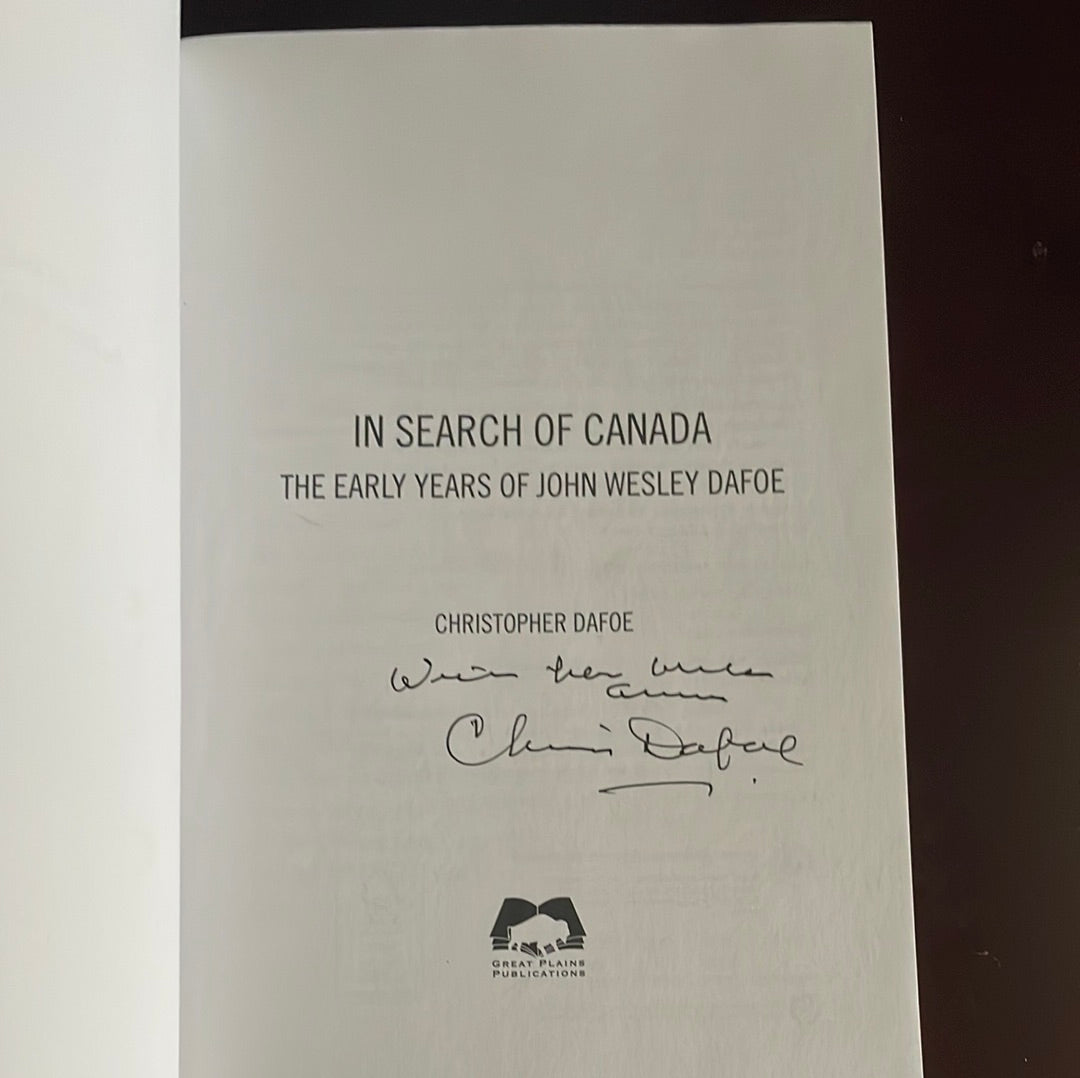 IN SEARCH OF CANADA
THE EARLY YEARS OF JOHN WESLEY DAFOE
CHRISTOPHER DAFOE
Chris Dafoe
GREAT PLAINS
PUBLICATIONS